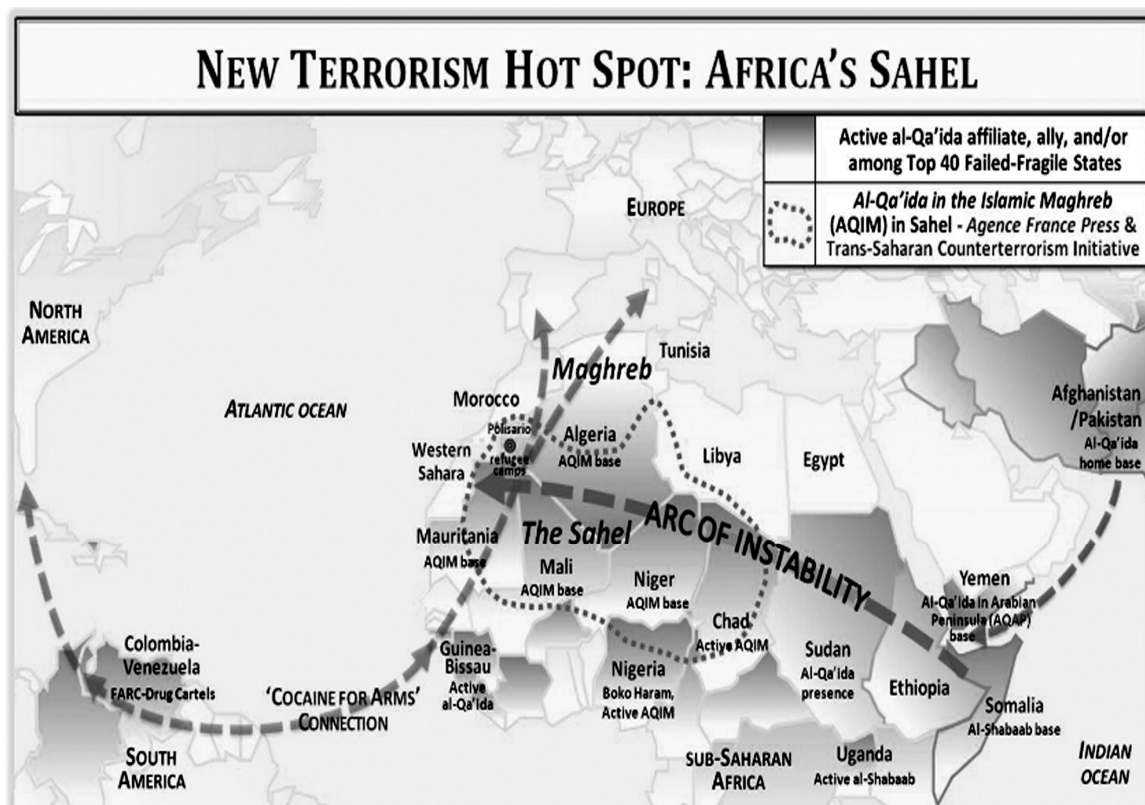 NEW TERRORISM HOT SPOT: AFRICA'S SAHEL
Active al-Qa'ida affiliate, ally, and/or
among Top 40 Failed-Fragile States
Al-Qa'ida in the Islamic Maghreb
(AQIM) in Sahel - Agence France Press &
Trans-Saharan Counterterrorism Initiative
EUROPE
NORTH
AMERICA
ATLANTIC OCEAN
Tunisia
Maghreb
Morocco
Polisario
refugee
camps
Western
Sahara
Algeria
AQIM base
Libya
Egypt
Afghanistan
/Pakistan
Al-Qa'ida
home base
ARC OF INSTABILITY
The Sahel
Mauritania
AQIM base
Mali
AQIM base
Niger
AQIM base
Chad
Active AQIM
Yemen
Al-Qa'ida in Arabian
Peninsula (AQAP)
base
Colombia-
Venezuela
FARC-Drug Cartels
'COCAINE FOR ARMS'
CONNECTION
Guinea-
Bissau
Active
al-Qa'ida
Nigeria
Boko Haram,
Active AQIM
Sudan
Al-Qa'ida
presence
Ethiopia
Somalia
Al-Shabaab base
SOUTH
AMERICA
SUB-SAHARAN
AFRICA
Uganda
Active al-Shabaab
INDIAN
OCEAN